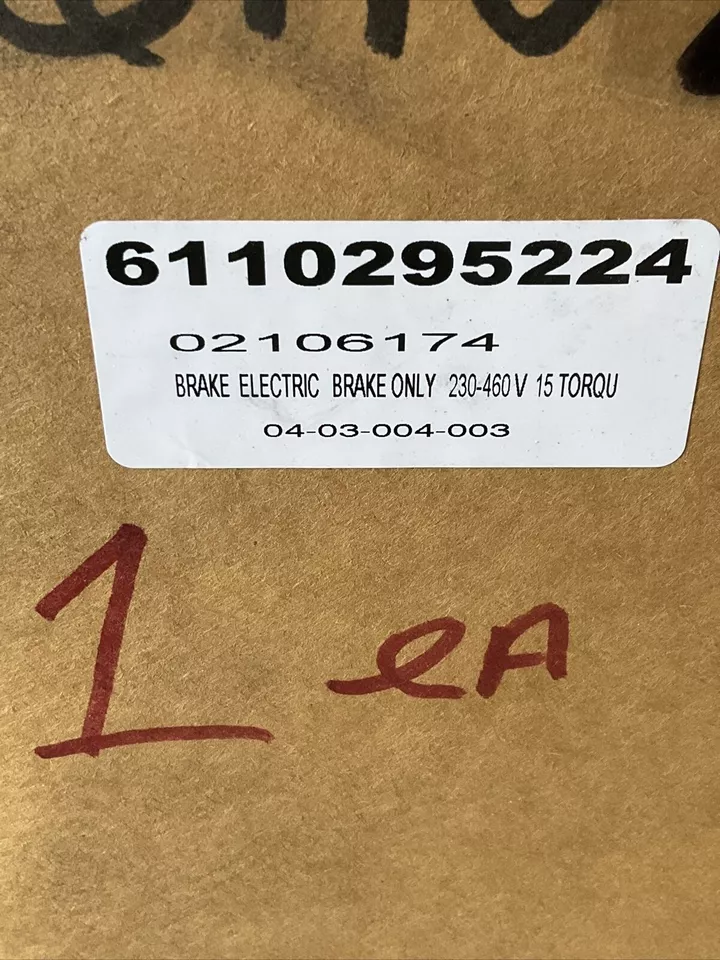 6110295224
02106174
BRAKE ELECTRIC BRAKE ONLY 230-460 V 15 TORQU
04-03-004-003
1 eA